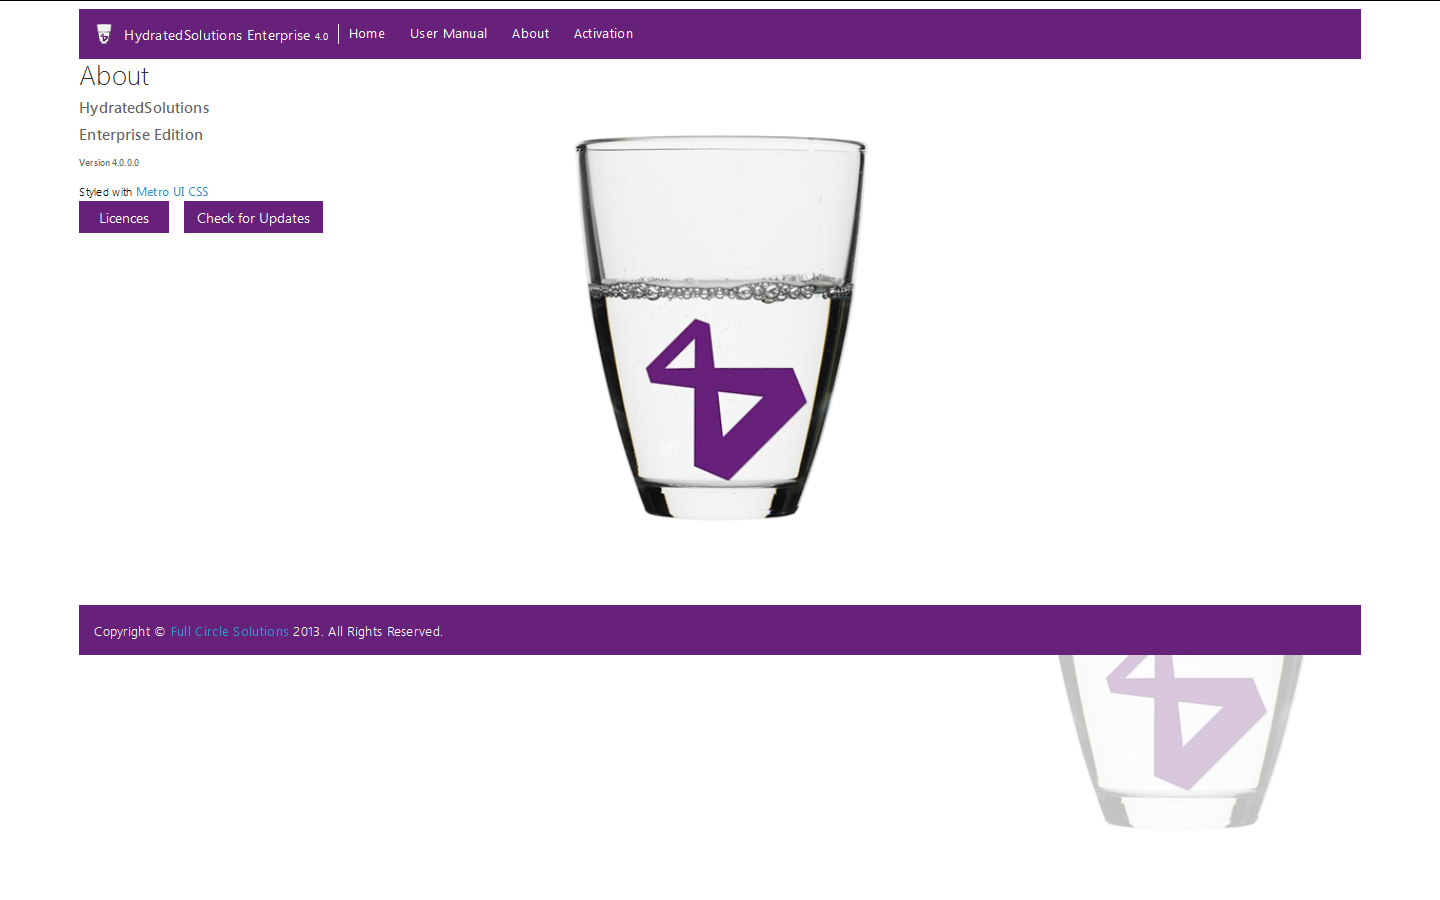 HydratedSolutions Enterprise 4.0 Home User Manual About Activation
About
HydratedSolutions
Enterprise Edition
Version 4.0.0.0
Styled with Metro UI CSS
Licences Check for Updates
Copyright © Full Circle Solutions 2013. All Rights Reserved.